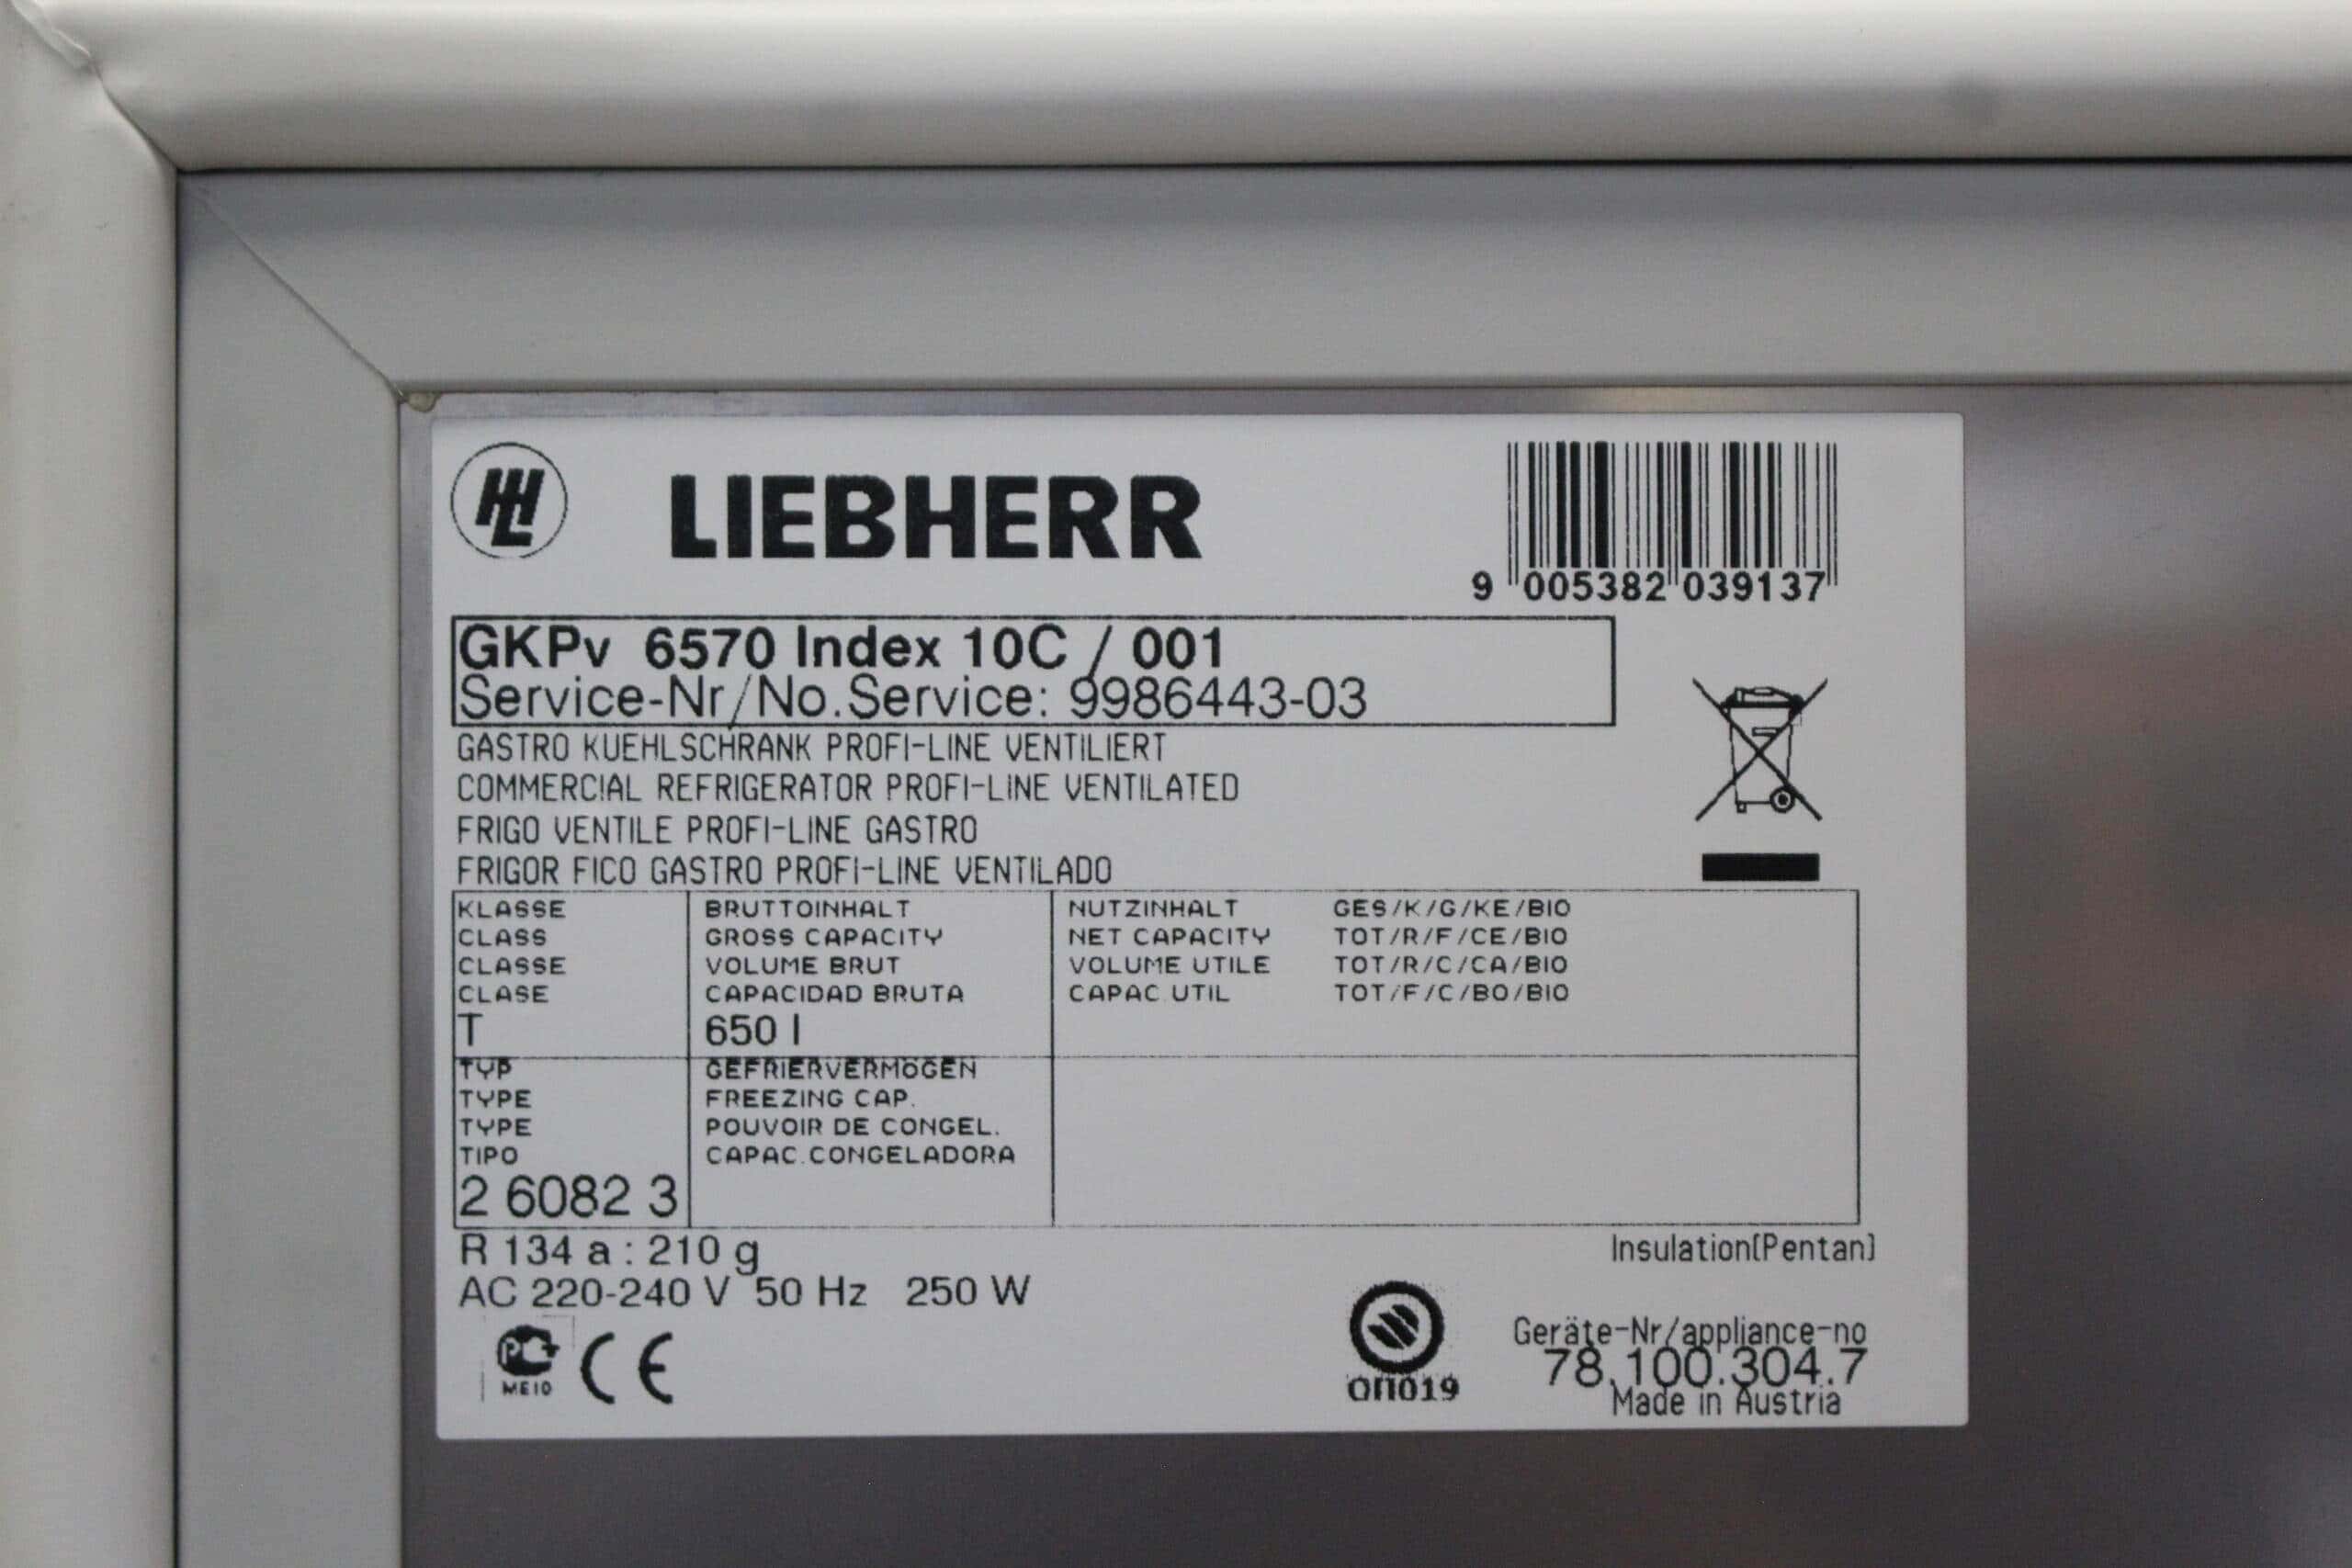 LIEBHERR
9 005382 039137
GKPv 6570 Index 10C / 001
Service-Nr/No.Service: 9986443-03
GASTRO KUEHLSCHRANK PROFI-LINE VENTILIERT
COMMERCIAL REFRIGERATOR PROFI-LINE VENTILATED
FRIGO VENTILE PROFI-LINE GASTRO
FRIGOR FICO GASTRO PROFI-LINE VENTILADO
KLASSE BRUTTOINHALT NUTZINHALT GES/K/G/KE/BIO
CLASS GROSS CAPACITY NET CAPACITY TOT/R/F/CE/BIO
CLASSE VOLUME BRUT VOLUME UTILE TOT/R/C/CA/BIO
CLASE CAPACIDAD BRUTA CAPAC.UTIL TOT/F/C/BO/BIO
T 650 l
TYP GEFRIERVERMÖGEN
TYPE FREEZING CAP.
TYPE POUVOIR DE CONGEL.
TIPO CAPAC.CONGELADORA
2 6082 3
R 134 a : 210 g Insulation(Pentan)
AC 220-240 V 50 Hz 250 W
Geräte-Nr/appliance-no
78.100.304.7
Made in Austria
ME10 CE
ОП019